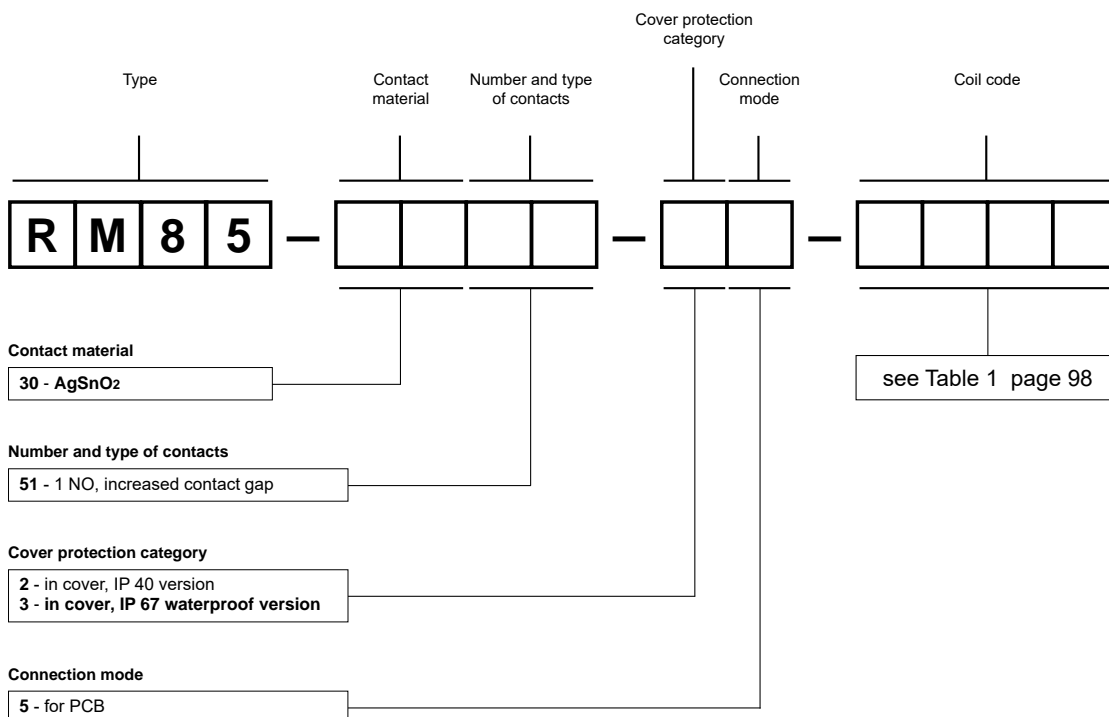 Cover protection
category
Type
Contact
material
Number and type
of contacts
Connection
mode
Coil code
R M 8 5 – – –
Contact material
30 - AgSnO2
see Table 1 page 98
Number and type of contacts
51 - 1 NO, increased contact gap
Cover protection category
2 - in cover, IP 40 version
3 - in cover, IP 67 waterproof version
Connection mode
5 - for PCB